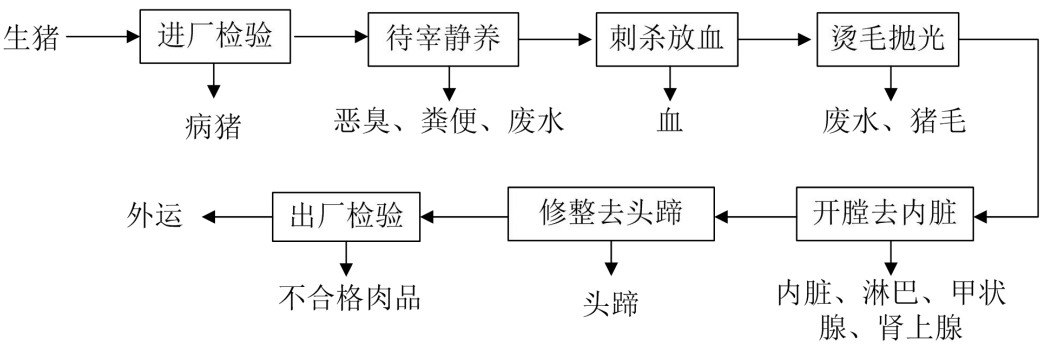 生猪
进厂检验
待宰静养
刺杀放血
烫毛抛光
病猪
恶臭、粪便、废水
血
废水、猪毛
外运
出厂检验
修整去头蹄
开膛去内脏
不合格肉品
头蹄
内脏、淋巴、甲状
腺、肾上腺